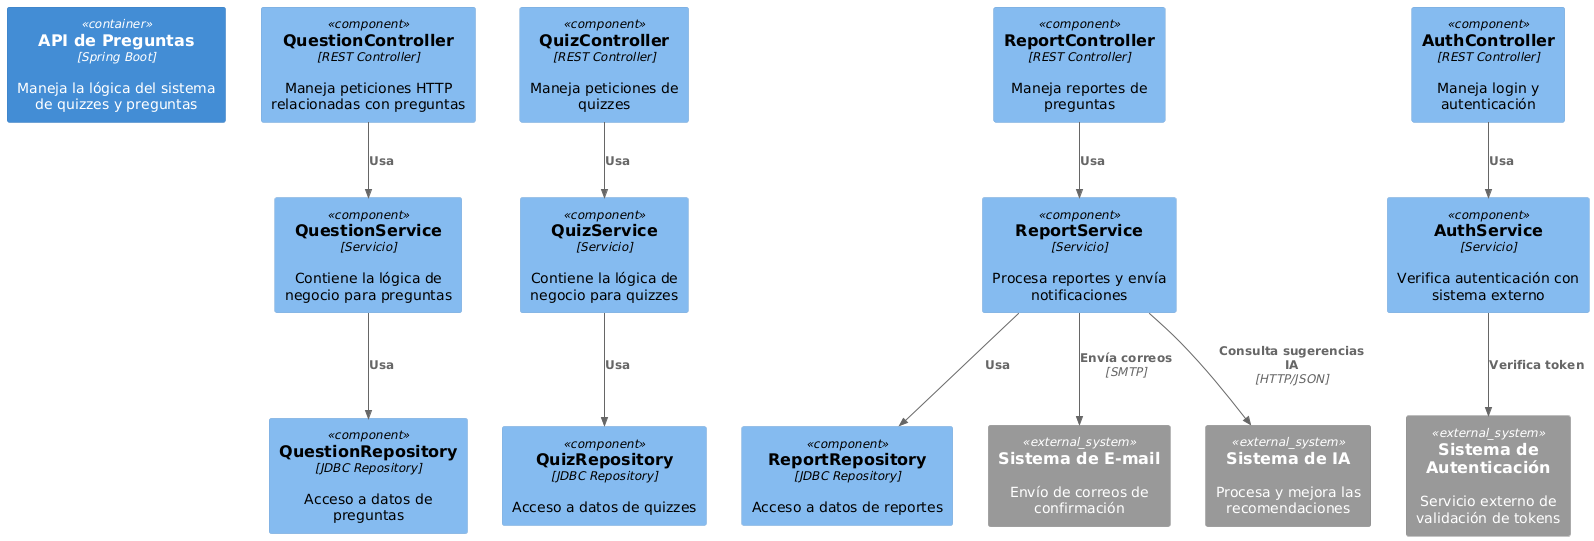 «container»
API de Preguntas
[Spring Boot]
Maneja la lógica del sistema
de quizzes y preguntas
«component»
QuestionController
[REST Controller]
Maneja peticiones HTTP
relacionadas con preguntas
«component»
QuizController
[REST Controller]
Maneja peticiones de
quizzes
«component»
ReportController
[REST Controller]
Maneja reportes de
preguntas
«component»
AuthController
[REST Controller]
Maneja login y
autenticación
Usa
Usa
Usa
Usa
«component»
QuestionService
[Servicio]
Contiene la lógica de
negocio para preguntas
«component»
QuizService
[Servicio]
Contiene la lógica de
negocio para quizzes
«component»
ReportService
[Servicio]
Procesa reportes y envía
notificaciones
«component»
AuthService
[Servicio]
Verifica autenticación con
sistema externo
Usa
Usa
Usa
Envía correos
[SMTP]
Consulta sugerencias
IA
[HTTP/JSON]
Verifica token
«component»
QuestionRepository
[JDBC Repository]
Acceso a datos de
preguntas
«component»
QuizRepository
[JDBC Repository]
Acceso a datos de quizzes
«component»
ReportRepository
[JDBC Repository]
Acceso a datos de reportes
«external_system»
Sistema de E-mail
Envío de correos de
confirmación
«external_system»
Sistema de IA
Procesa y mejora las
recomendaciones
«external_system»
Sistema de
Autenticación
Servicio externo de
validación de tokens